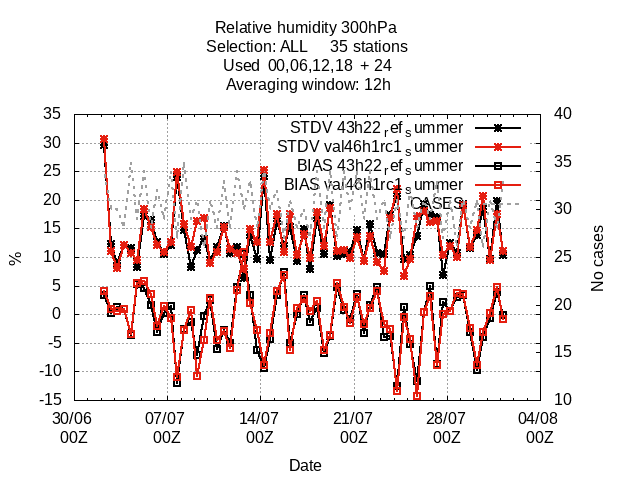 Relative humidity 300hPa
Selection: ALL 35 stations
Used 00,06,12,18 + 24
Averaging window: 12h
35 40
STDV 43h22_ref_summer
30 STDV val46h1rc1_summer 35
25 BIAS 43h22_ref_summer
20 BIAS val46h1rc1_summer 30
CASES
15
10 25
5
0 20
-5
-10 15
-15 10
%
No cases
30/06 07/07 14/07 21/07 28/07 04/08
00Z 00Z 00Z 00Z 00Z 00Z
Date